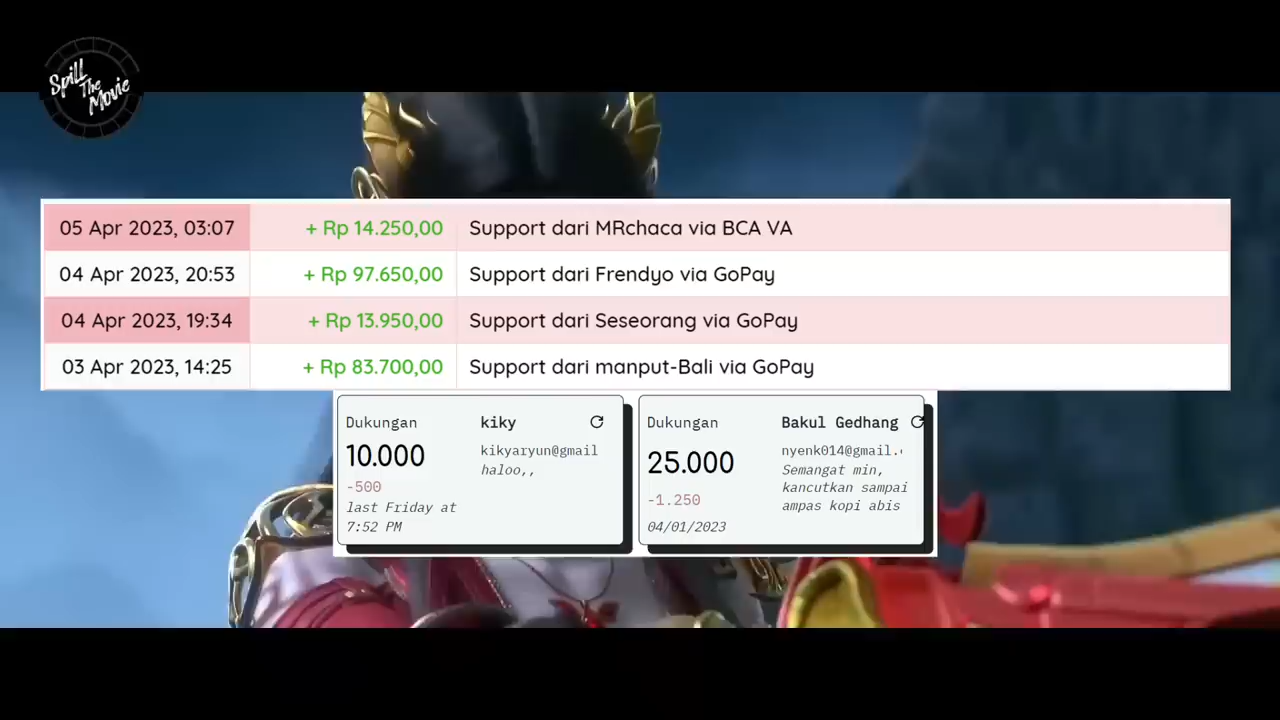 Spill
The
Movie
05 Apr 2023, 03:07 + Rp 14.250,00 Support dari MRchaca via BCA VA
04 Apr 2023, 20:53 + Rp 97.650,00 Support dari Frendyo via GoPay
04 Apr 2023, 19:34 + Rp 13.950,00 Support dari Seseorang via GoPay
03 Apr 2023, 14:25 + Rp 83.700,00 Support dari manput-Bali via GoPay
Dukungan kiky
10.000 kikyaryun@gmail
haloo,,
-500
last Friday at
7:52 PM
Dukungan Bakul Gedhang
25.000 nyenk014@gmail.
Semangat min,
kancutkan sampai
-1.250 ampas kopi abis
04/01/2023